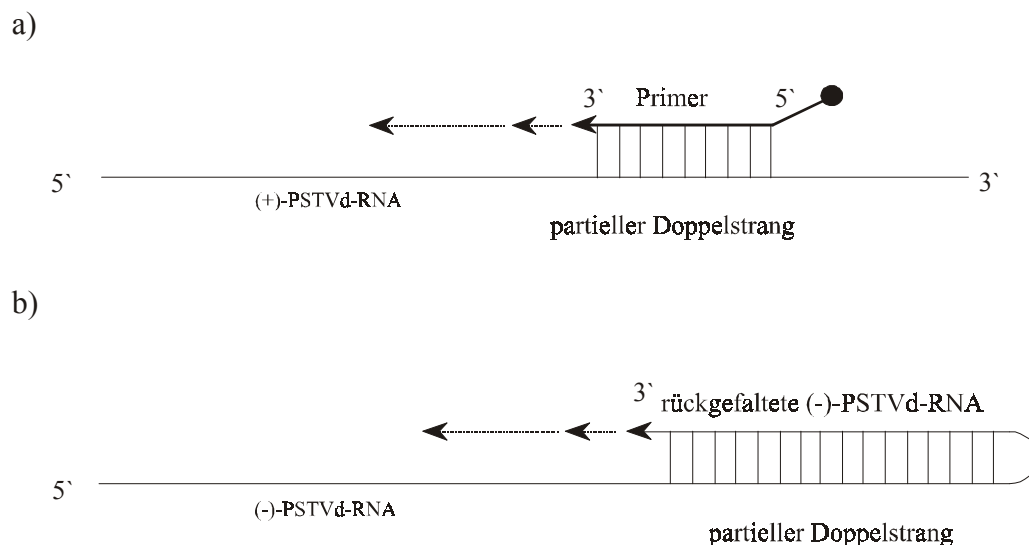 a)
3` Primer 5`
5` 3`
(+)-PSTVd-RNA
partieller Doppelstrang
b)
3` rückgefaltete (-)-PSTVd-RNA
5`
(-)-PSTVd-RNA
partieller Doppelstrang